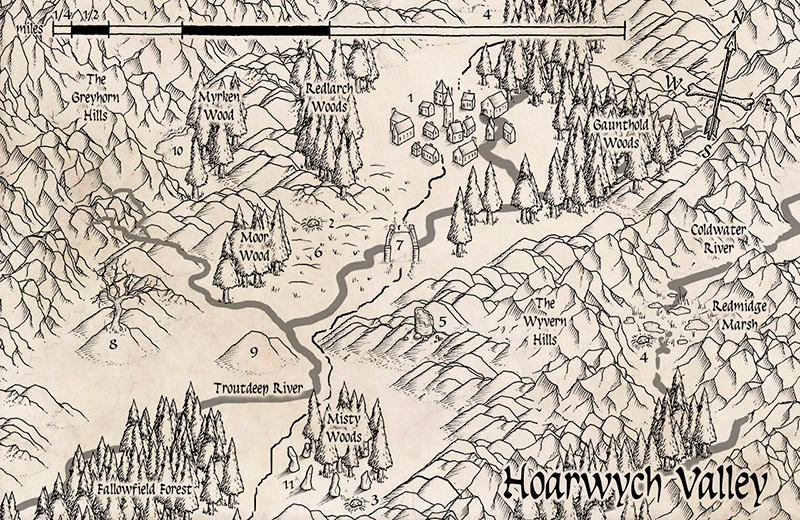 1/4 1/2 1 2 4
miles
N
W
E
S
The
Greyhorn
Hills
Myrken
Wood
Redlarch
Woods
1
Gaunthold
Woods
10
Moor
Wood
2
6
7
Coldwater
River
The
Wyvern
Hills
Redmidge
Marsh
5
8
9
4
Troutdeep River
Misty
Woods
Fallowfield Forest
11
3
Hoarwych Valley